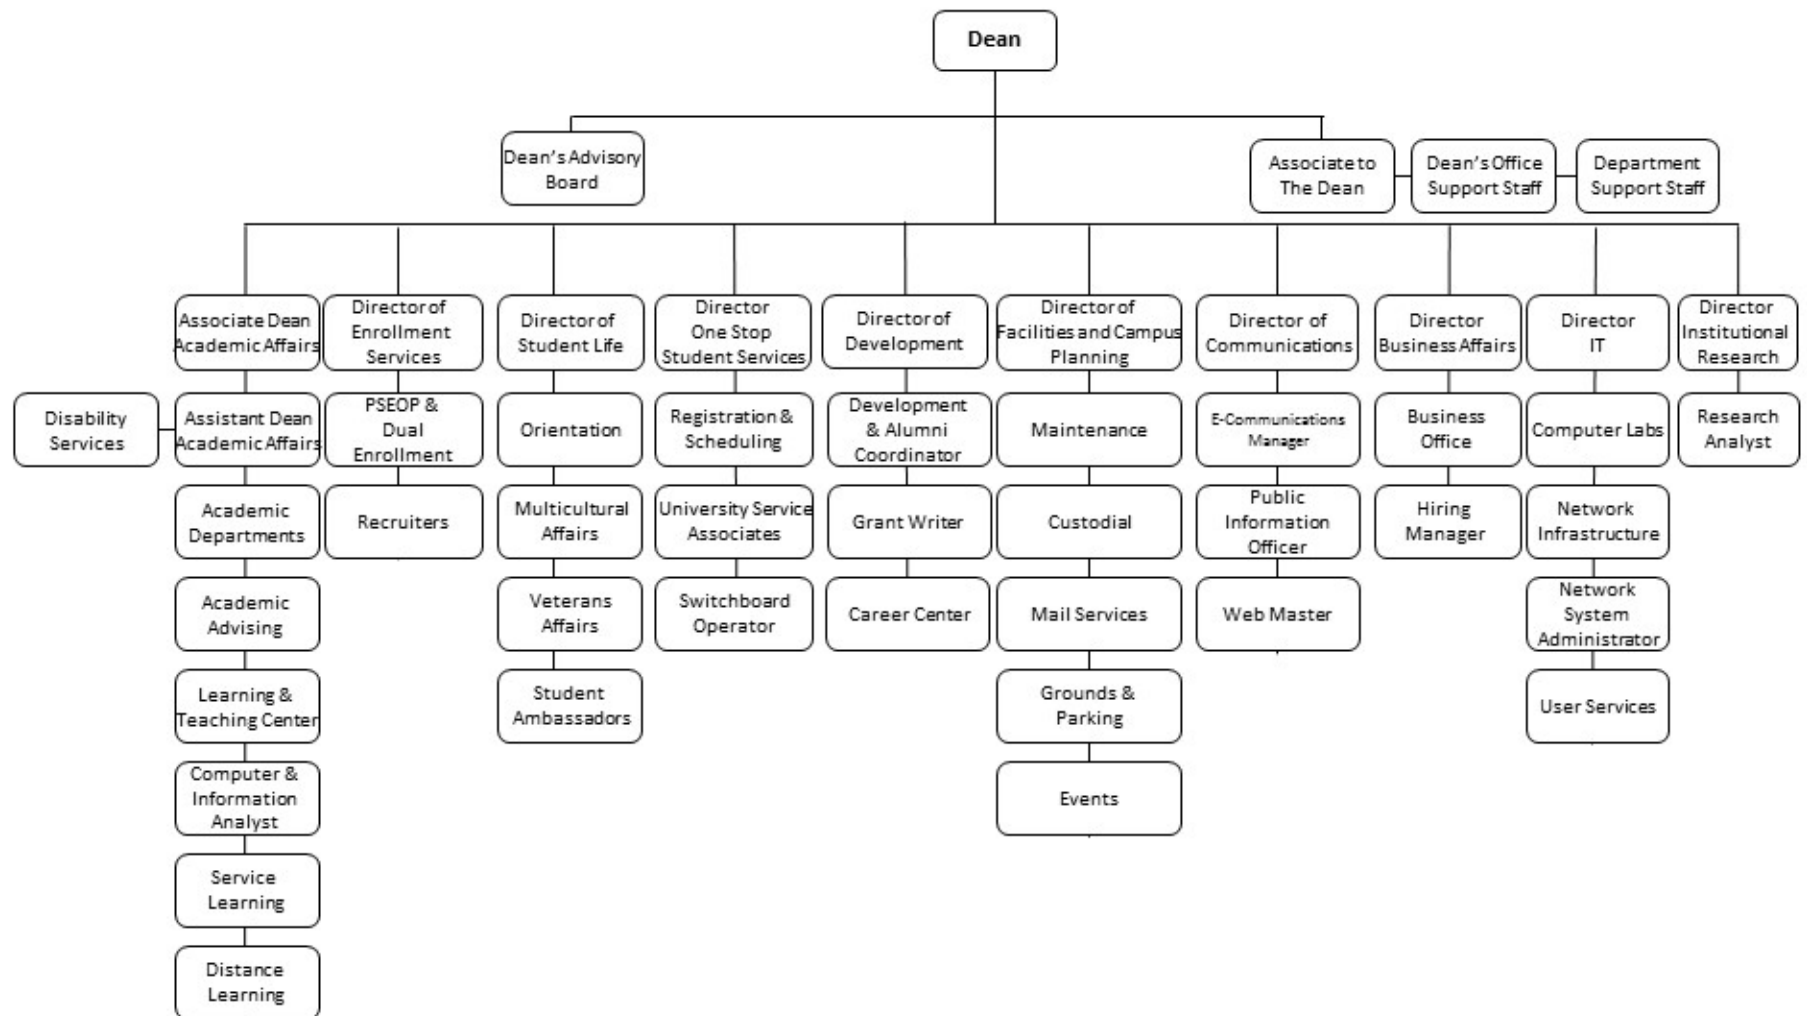 Dean
Dean's Advisory
Board
Associate to
The Dean
Dean's Office
Support Staff
Department
Support Staff
Associate Dean
Academic Affairs
Director of
Enrollment
Services
Director of
Student Life
Director
One Stop
Student Services
Director of
Development
Director of
Facilities and Campus
Planning
Director of
Communications
Director
Business Affairs
Director
IT
Director
Institutional
Research
Disability
Services
Assistant Dean
Academic Affairs
PSEOP &
Dual
Enrollment
Orientation
Registration &
Scheduling
Development
& Alumni
Coordinator
Maintenance
E-Communications
Manager
Business
Office
Computer Labs
Research
Analyst
Academic
Departments
Recruiters
Multicultural
Affairs
University Service
Associates
Grant Writer
Custodial
Public
Information
Officer
Hiring
Manager
Network
Infrastructure
Academic
Advising
Veterans
Affairs
Switchboard
Operator
Career Center
Mail Services
Web Master
Network
System
Administrator
Learning &
Teaching Center
Student
Ambassadors
Grounds &
Parking
User Services
Computer &
Information
Analyst
Events
Service
Learning
Distance
Learning